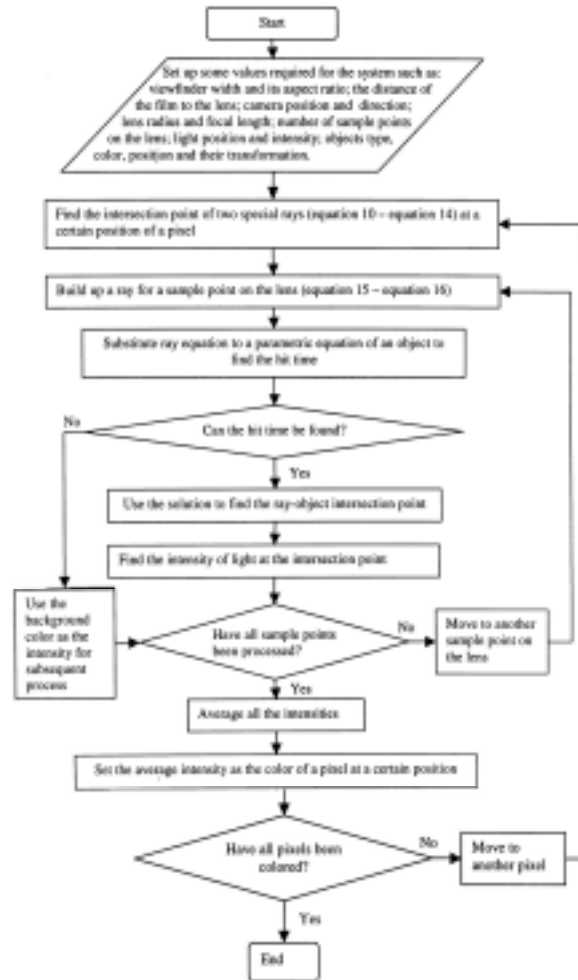 Start
Set up some values required for the system such as:
viewfinder width and its aspect ratio; the distance of
the film to the lens; camera position and direction;
lens radius and focal length; number of sample points
on the lens; light position and intensity; objects type,
color, position and their transformation.
Find the intersection point of two special rays (equation 10 – equation 14) at a
certain position of a pixel
Build up a ray for a sample point on the lens (equation 15 – equation 16)
Substitute ray equation to a parametric equation of an object to
find the hit time
No
Can the hit time be found?
Yes
Use the solution to find the ray-object intersection point
Find the intensity of light at the intersection point
Use the
background
color as the
intensity for
subsequent
process
Have all sample points
been processed?
No
Move to another
sample point on
the lens
Yes
Average all the intensities
Set the average intensity as the color of a pixel at a certain position
Have all pixels been
colored?
No
Move to
another pixel
Yes
End